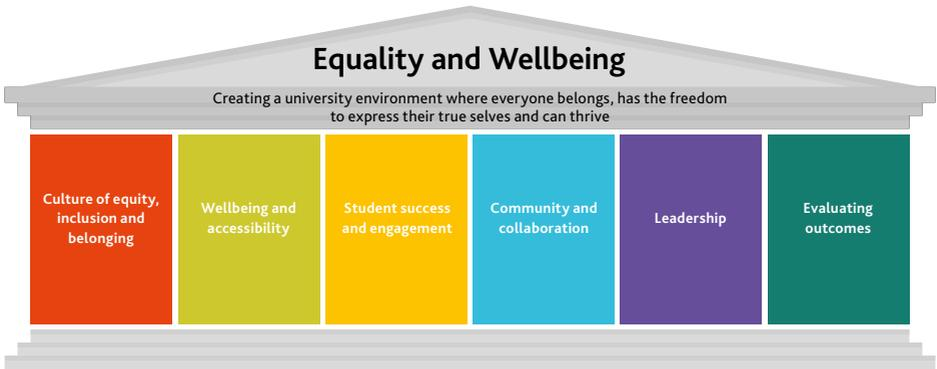 Equality and Wellbeing
Creating a university environment where everyone belongs, has the freedom
to express their true selves and can thrive
Culture of equity,
inclusion and
belonging
Wellbeing and
accessibility
Student success
and engagement
Community and
collaboration
Leadership
Evaluating
outcomes